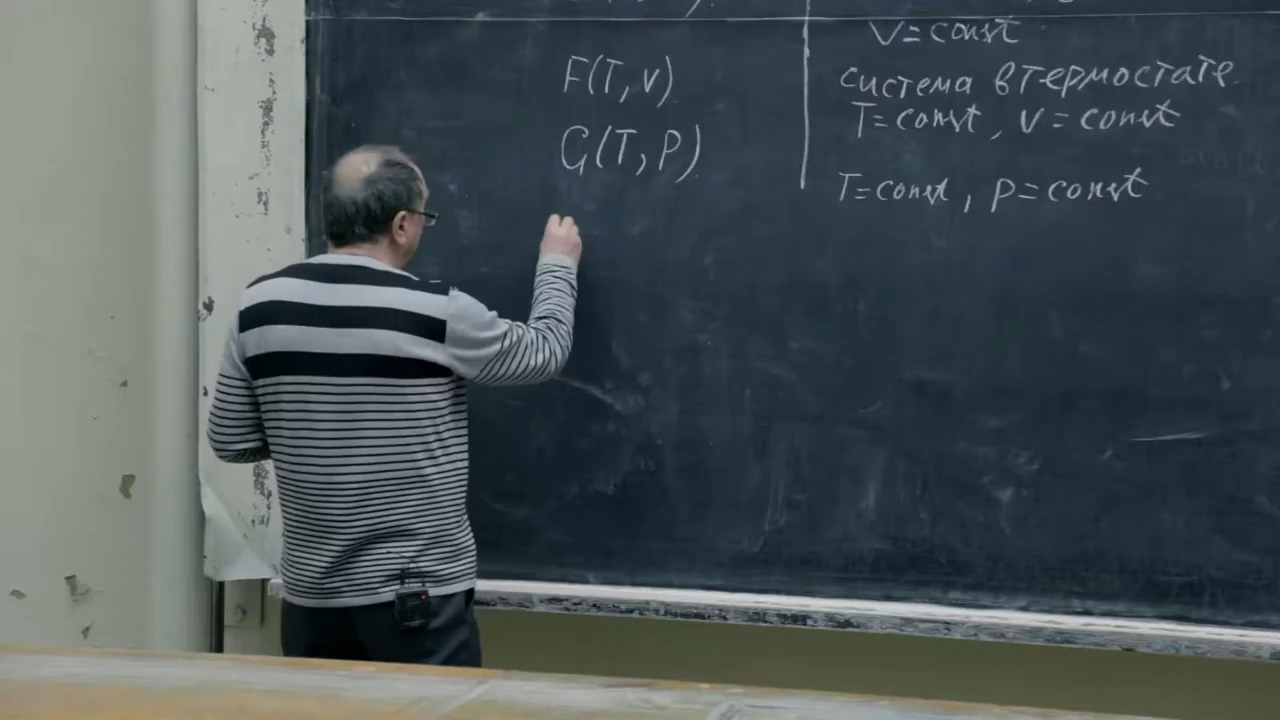 V=const
F(T,V)
система в термостате.
T=const, V=const
G(T,P)
T=const, P=const